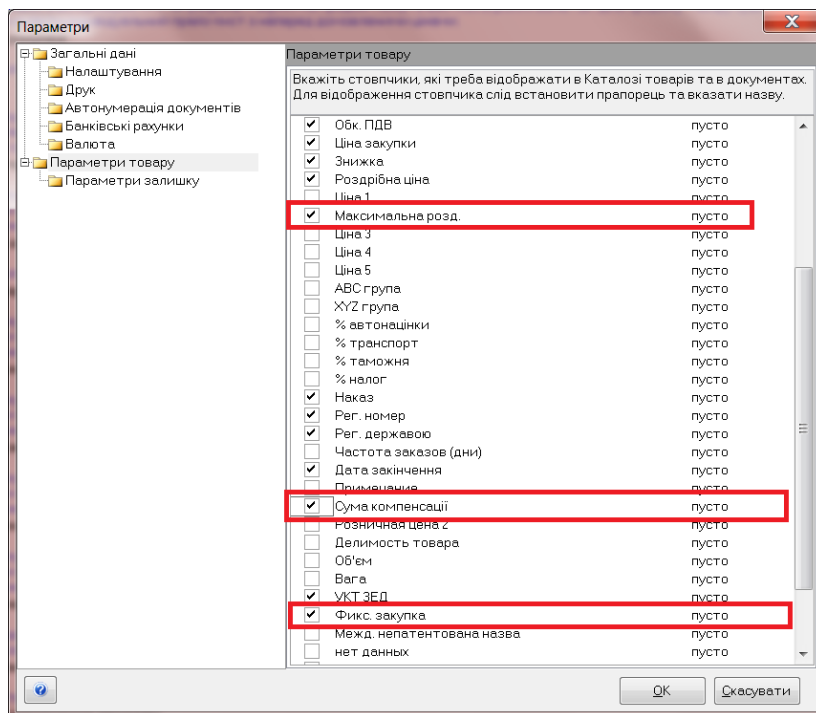 Параметри
Загальні дані
Налаштування
Друк
Автонумерація документів
Банківські рахунки
Валюта
Параметри товару
Параметри залишку
Параметри товару
Вкажіть стовпчики, які треба відображати в Каталозі товарів та в документах.
Для відображення стовпчика слід встановити прапорець та вказати назву.
Обк. ПДВ пусто
Ціна закупки пусто
Знижка пусто
Роздрібна ціна пусто
Ціна 1 пусто
Максимальна розд. пусто
Ціна 3 пусто
Ціна 4 пусто
Ціна 5 пусто
ABC група пусто
XYZ група пусто
% автонацінки пусто
% транспорт пусто
% таможня пусто
% налог пусто
Наказ пусто
Рег. номер пусто
Рег. державою пусто
Частота заказов (дни) пусто
Дата закінчення пусто
Примечание пусто
Сума компенсації пусто
Розничная цена 2 пусто
Делимость товара пусто
Об'єм пусто
Вага пусто
УКТ ЗЕД пусто
Фикс. закупка пусто
Межд. непатентована назва пусто
нет данных пусто
OK
Скасувати